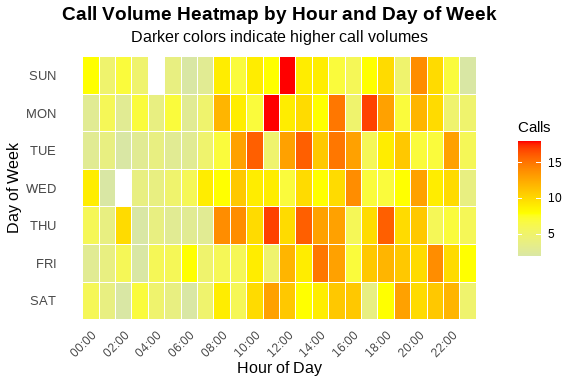 Call Volume Heatmap by Hour and Day of Week
Darker colors indicate higher call volumes
Day of Week
SUN
MON
TUE
WED
THU
FRI
SAT
00:00
02:00
04:00
06:00
08:00
10:00
12:00
14:00
16:00
18:00
20:00
22:00
Hour of Day
Calls
15
10
5